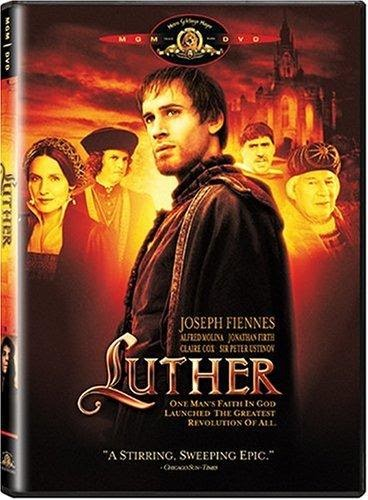 MGM DVD
MGM DVD
LUTHER
JOSEPH FIENNES
ALFRED MOLINA JONATHAN FIRTH
CLAIRE COX SIR PETER USTINOV
LUTHER
ONE MAN'S FAITH IN GOD
LAUNCHED THE GREATEST
REVOLUTION OF ALL.
"A STIRRING, SWEEPING EPIC."
–CHICAGO SUN-TIMES